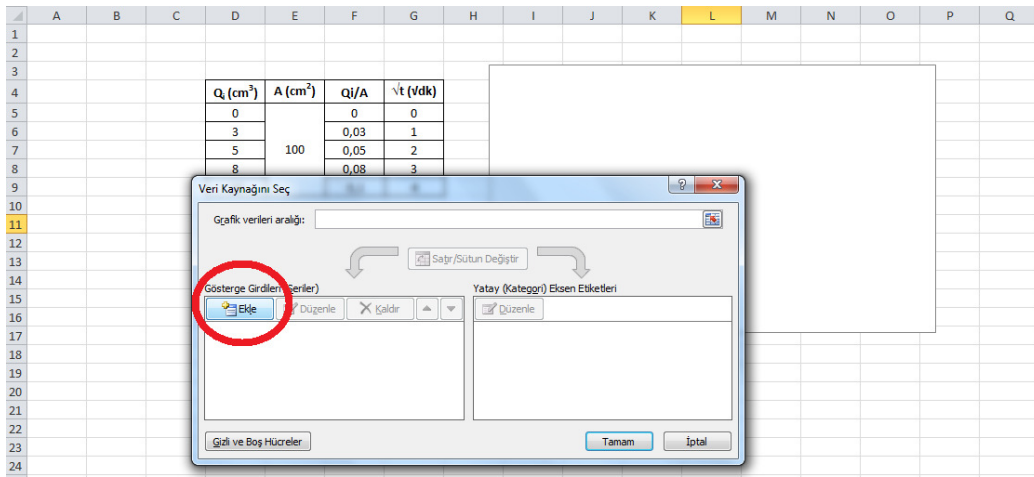 A B C D E F G H I J K L M N O P Q
1
2
3
4 Qi (cm³) A (cm²) Qi/A √t (√dk)
5 0 0 0
6 3 0,03 1
7 5 100 0,05 2
8 8 0,08 3
9 Veri Kaynağını Seç
10
11 Grafik verileri aralığı:
12
13 Satır/Sütun Değiştir
14 Gösterge Girdileri (Seriler) Yatay (Kategori) Eksen Etiketleri
15
16 Ekle Düzenle Kaldır Düzenle
17
18
19
20
21
22
23 Gizli ve Boş Hücreler Tamam İptal
24